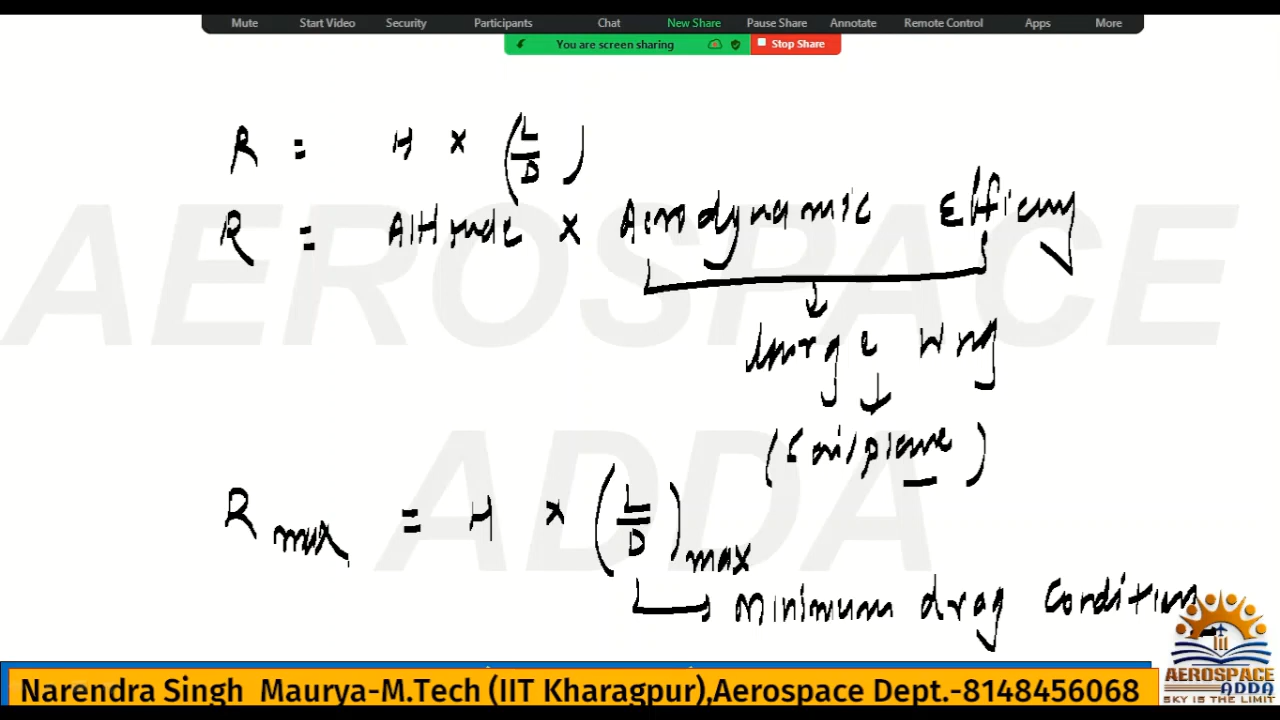 Mute Start Video Security Participants Chat New Share Pause Share Annotate Remote Control Apps More
You are screen sharing Stop Share
R = H × (L/D)
R = Altitude × Aerodynamic Efficiency
large wing
(Sailplane)
R max = H × (L/D) max
minimum drag condition
AEROSPACE
ADDA
Narendra Singh Maurya-M.Tech (IIT Kharagpur),Aerospace Dept.-8148456068
AEROSPACE
ADDA
SKY IS THE LIMIT